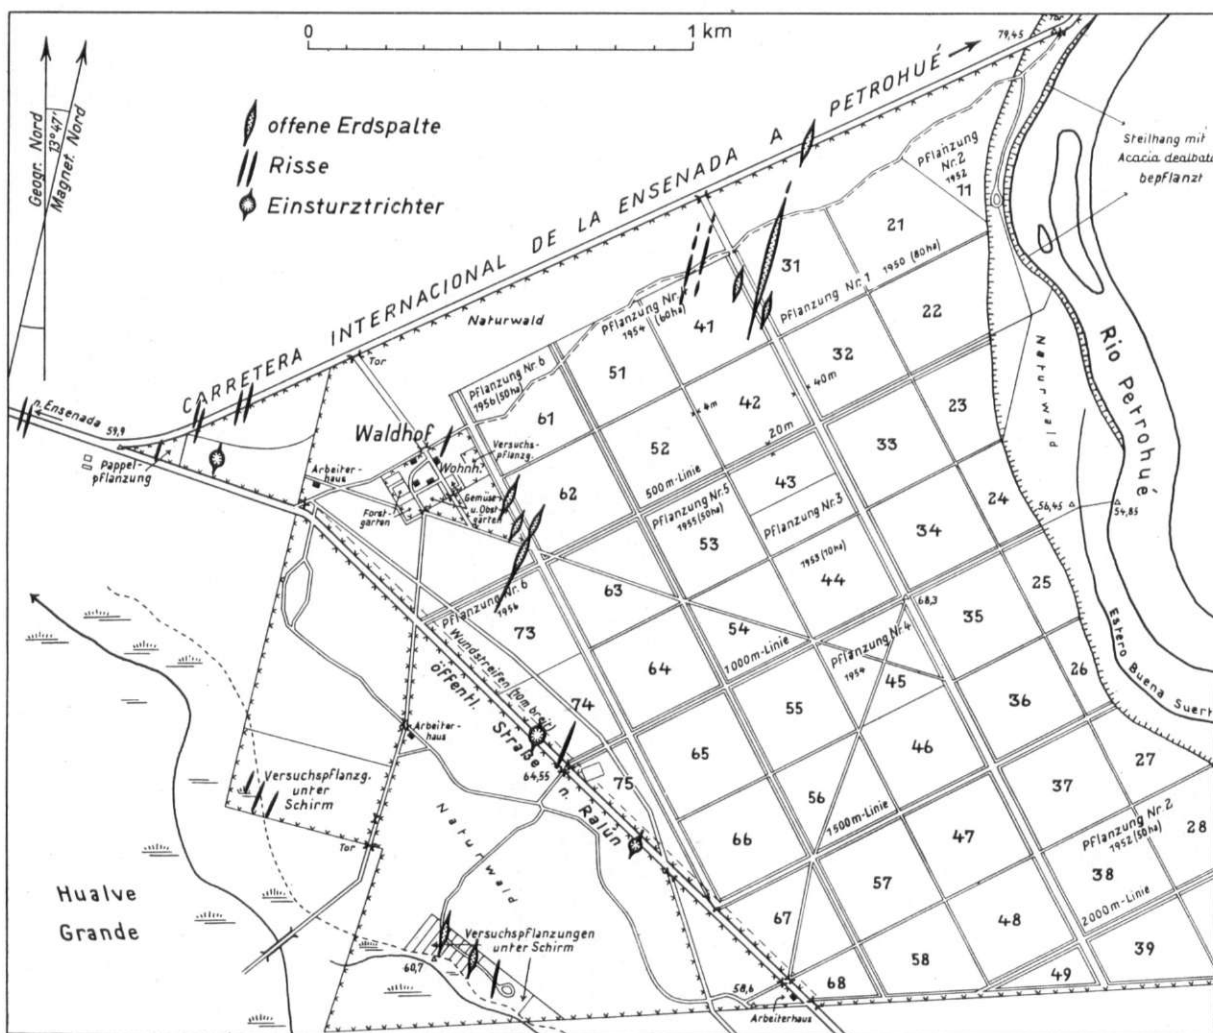 0
1 km
Geogr. Nord
13°47'
Magnet. Nord
offene Erdspalte
Risse
Einsturztrichter
CARRETERA INTERNACIONAL DE LA ENSENADA A PETROHUÉ
79,45
Tor
Steilhang mit
Acacia dealbata
bepflanzt
Pflanzung
Nr. 2
1952
71
21
31
Pflanzung Nr. 1 1950 (80ha)
22
Naturwald
Pflanzung Nr. 4
1954 (60ha)
41
32
40m
51
Pflanzung Nr. 6
1956 (50ha)
61
42
4m
20m
52
23
33
Naturwald
Rio Petrohué
Tor
n. Ensenada
59,9
Pappel-
pflanzung
Waldhof
Wohnh.
Versuchs-
pflanzg.
Arbeiter-
haus
Forst-
garten
Gemüse-
u. Obst-
garten
62
500m-Linie
43
Pflanzung Nr. 5
1955 (50ha)
Pflanzung Nr. 3
1953 (10ha)
53
44
24
34
56,45
54,85
25
63
68,3
35
Pflanzung Nr. 6
1956
73
54
1000m-Linie
Pflanzung Nr. 4
1954
45
26
Estero Buena Suerte
Wundstreifen (10m breit)
öffentl. Straße n. Ralún
64
55
36
74
Arbeiter-
haus
64,55
65
46
27
75
37
Versuchspflanzg.
unter
Schirm
56
1500m-Linie
Pflanzung Nr. 2
1952 (50ha)
28
66
47
38
Tor
Naturwald
57
2000m-Linie
Hualve
Grande
67
48
39
Versuchspflanzungen
unter Schirm
60,7
58
49
68
58,6
Arbeiterhaus